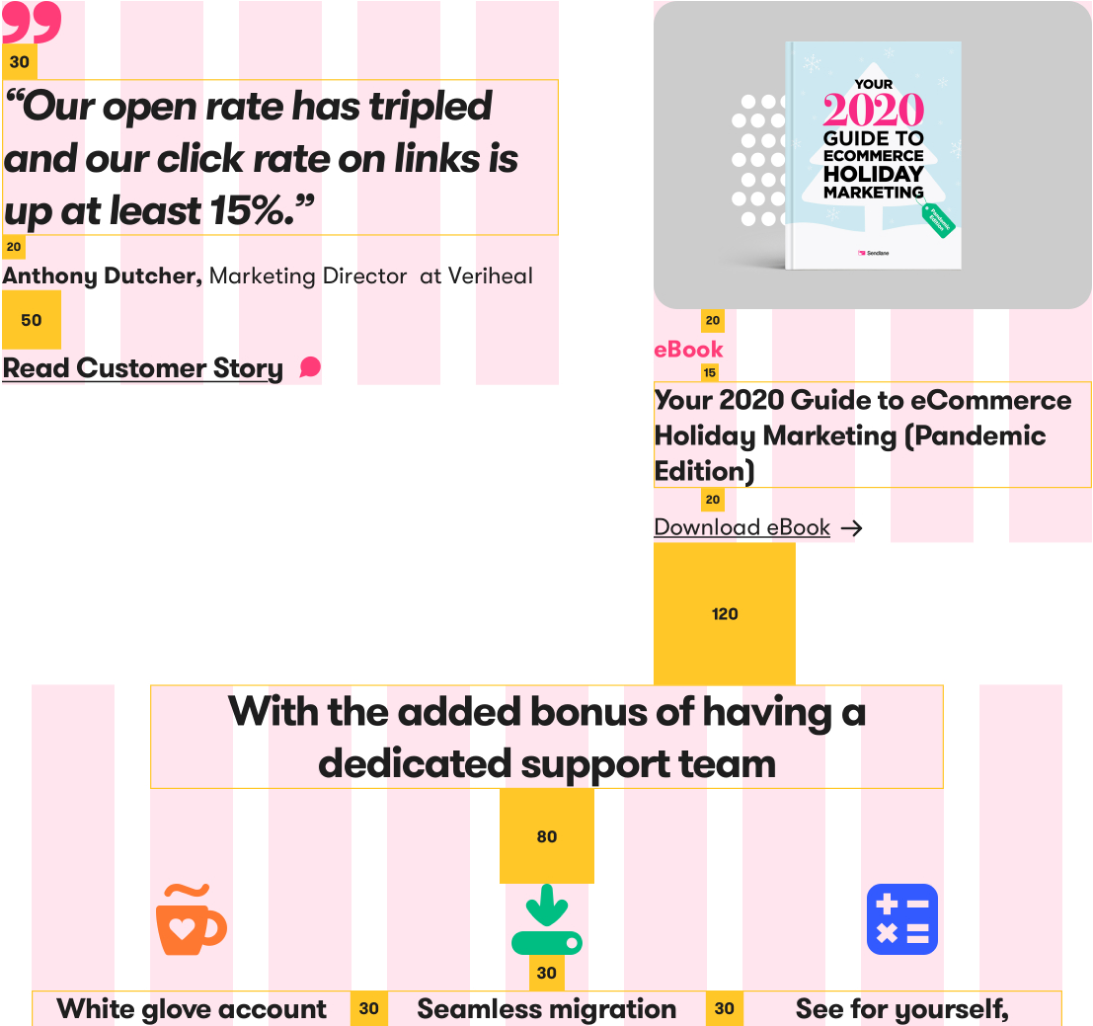 ”
30
“Our open rate has tripled
and our click rate on links is
up at least 15%.”
20
Anthony Dutcher, Marketing Director at Veriheal
50
Read Customer Story
YOUR
2020
GUIDE TO
ECOMMERCE
HOLIDAY
MARKETING
Pandemic
Edition
Sendlane
20
eBook
15
Your 2020 Guide to eCommerce
Holiday Marketing (Pandemic
Edition)
20
Download eBook →
120
With the added bonus of having a
dedicated support team
80
30
White glove account 30 Seamless migration 30 See for yourself,